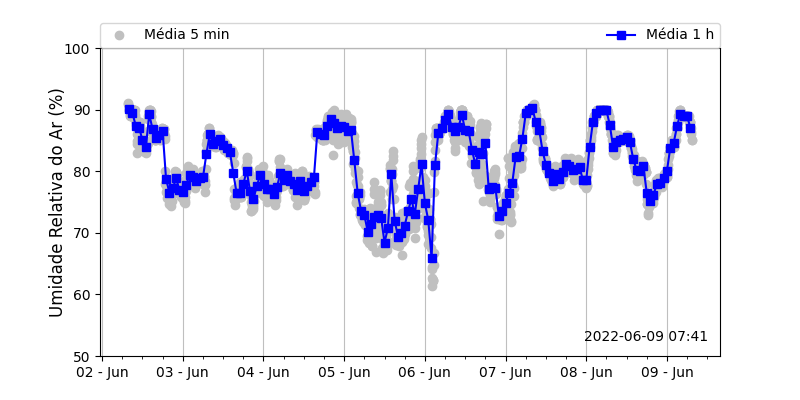 Média 5 min
Média 1 h
Umidade Relativa do Ar (%)
100
90
80
70
60
50
2022-06-09 07:41
02 - Jun
03 - Jun
04 - Jun
05 - Jun
06 - Jun
07 - Jun
08 - Jun
09 - Jun